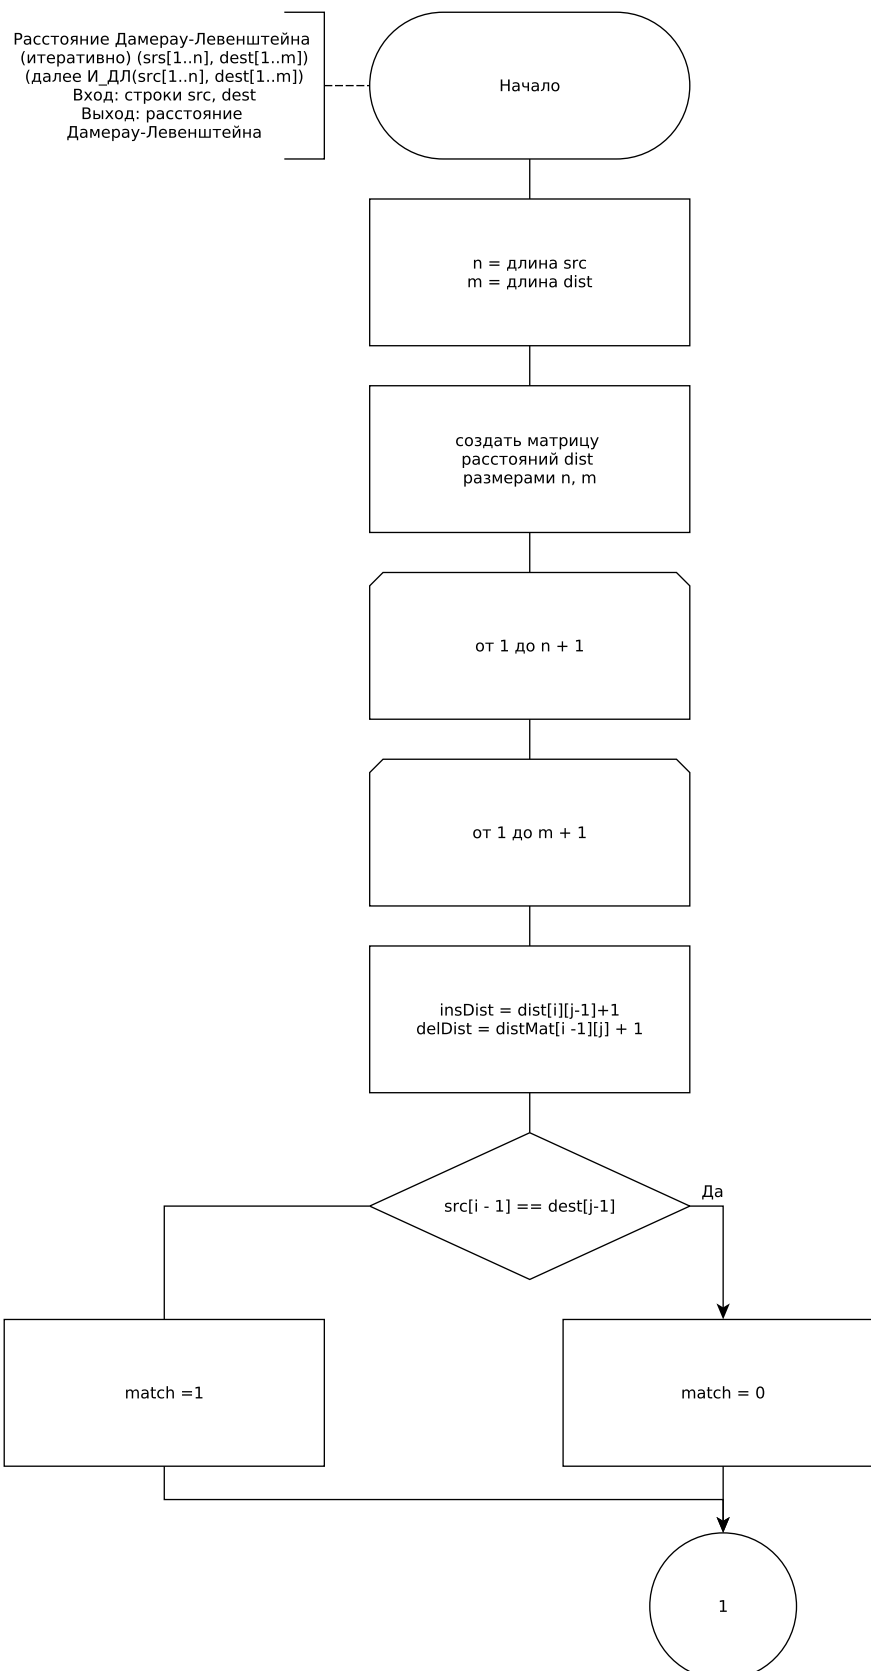 Расстояние Дамерау-Левенштейна
(итеративно) (srs[1..n], dest[1..m])
(далее И_ДЛ(src[1..n], dest[1..m])
Вход: строки src, dest
Выход: расстояние
Дамерау-Левенштейна
Начало
n = длина src
m = длина dist
создать матрицу
расстояний dist
размерами n, m
от 1 до n + 1
от 1 до m + 1
insDist = dist[i][j-1]+1
delDist = distMat[i -1][j] + 1
src[i - 1] == dest[j-1]
Да
match =1
match = 0
1